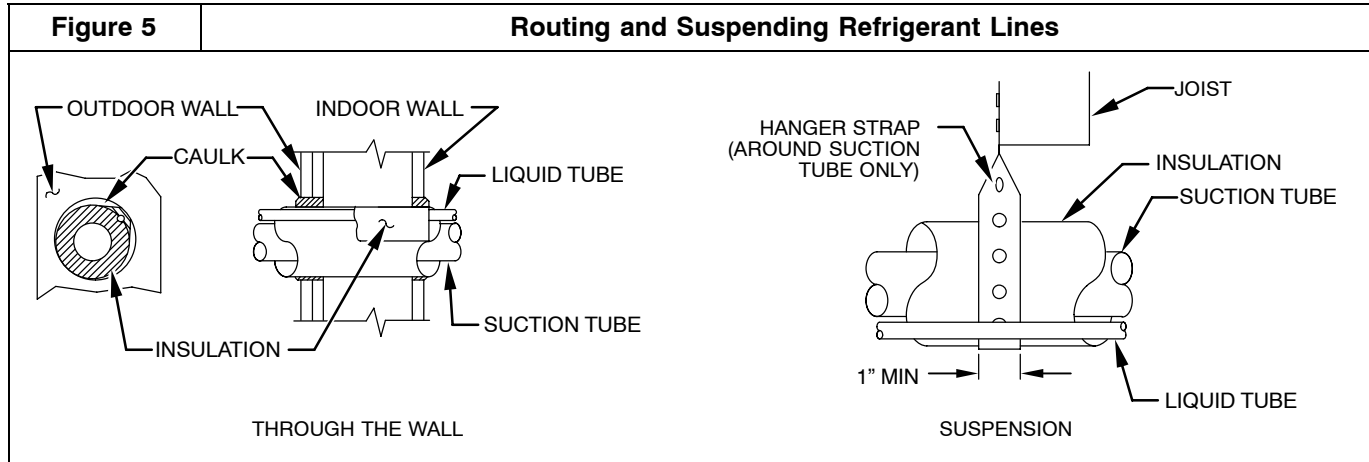 Figure 5
Routing and Suspending Refrigerant Lines
OUTDOOR WALL
INDOOR WALL
CAULK
LIQUID TUBE
SUCTION TUBE
INSULATION
THROUGH THE WALL
JOIST
HANGER STRAP
(AROUND SUCTION
TUBE ONLY)
INSULATION
SUCTION TUBE
1” MIN
LIQUID TUBE
SUSPENSION